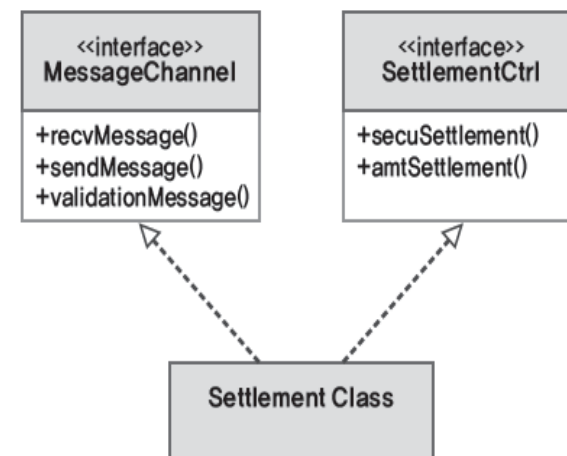 <<interface>>
MessageChannel
+recvMessage()
+sendMessage()
+validationMessage()
<<interface>>
SettlementCtrl
+secuSettlement()
+amtSettlement()
Settlement Class